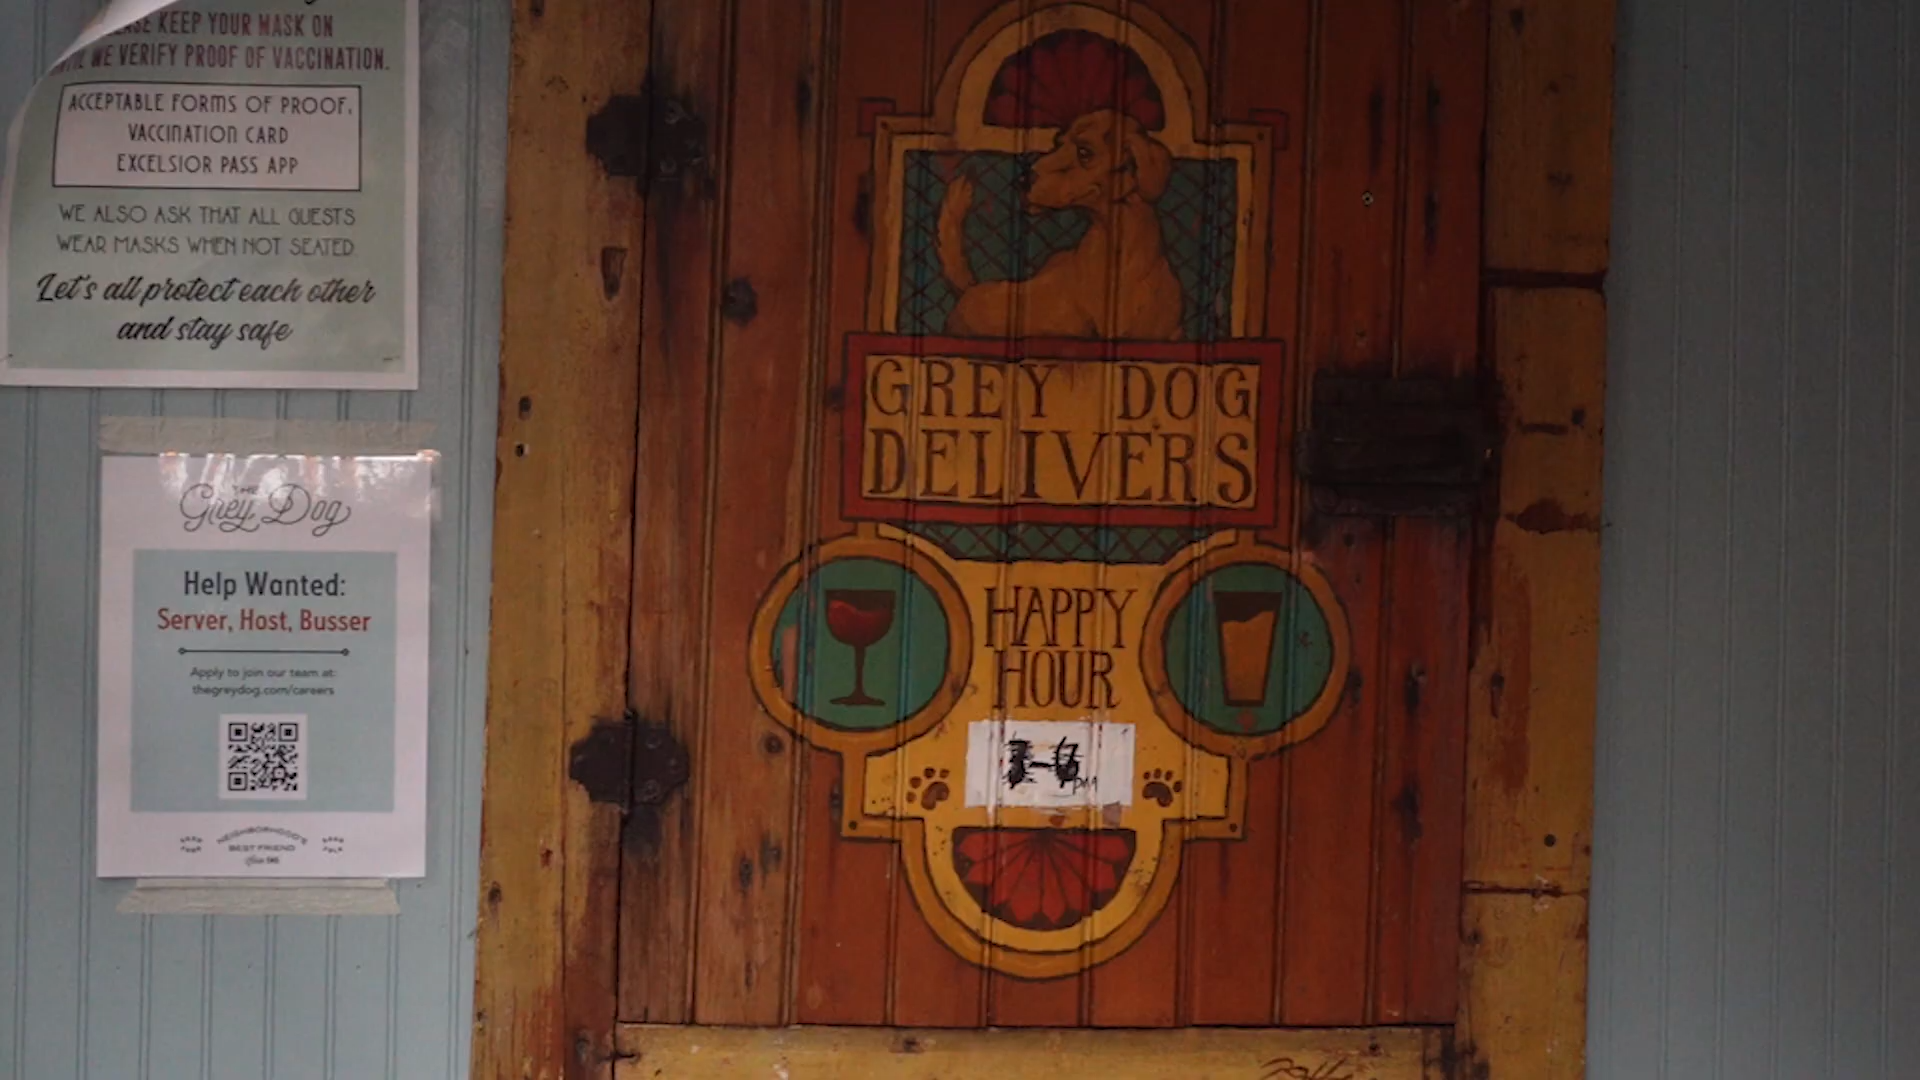 KEEP YOUR MASK ON
WE VERIFY PROOF OF VACCINATION.
ACCEPTABLE FORMS OF PROOF:
VACCINATION CARD
EXCELSIOR PASS APP
WE ALSO ASK THAT ALL GUESTS
WEAR MASKS WHEN NOT SEATED.
Let's all protect each other
and stay safe
THE
Grey Dog
Help Wanted:
Server, Host, Busser
Apply to join our team at:
thegreydog.com/careers
NEIGHBORHOOD'S
BEST FRIEND
GREY DOG
DELIVERS
HAPPY
HOUR
pm